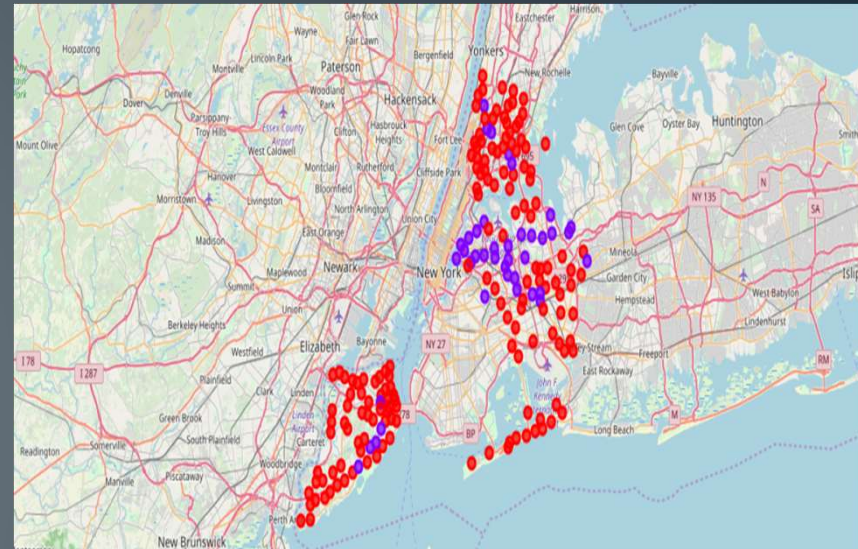 Glen Rock
Harrison
Eastchester
Wayne
Fair Lawn
Hopatcong
Lincoln Park
Bergenfield
Yonkers
Montville
Paterson
New Rochelle
Bayville
Denville
Woodland
Park
Hackensack
Dover
Parsippany
Troy Hills
Essex County
Airport
Clifton
Hasbrouck
Heights
Fort Lee
Glen Cove
Oyster Bay
Huntington
Mount Olive
West Caldwell
Hanover
Montclair
Rutherford
Cliffside Park
Morristown
Livingston
Bloomfield
North Arlington
Union City
NY 135
N
SA
Madison
East Orange
Mineola
Maplewood
Newark
New York
Garden City
Summit
Hempstead
West Babylon
Union
Lindenhurst
Berkeley Heights
Elizabeth
Bayonne
NY 27
Freeport
I 78
I 287
Westfield
East Rockaway
RM
Plainfield
Clark
Linden
John F.
Linden
Airport
78
M
Green Brook
Carteret
BP
Long Beach
Somerville
South Plainfield
Readington
Woodbridge
Manville
Piscataway
New Brunswick